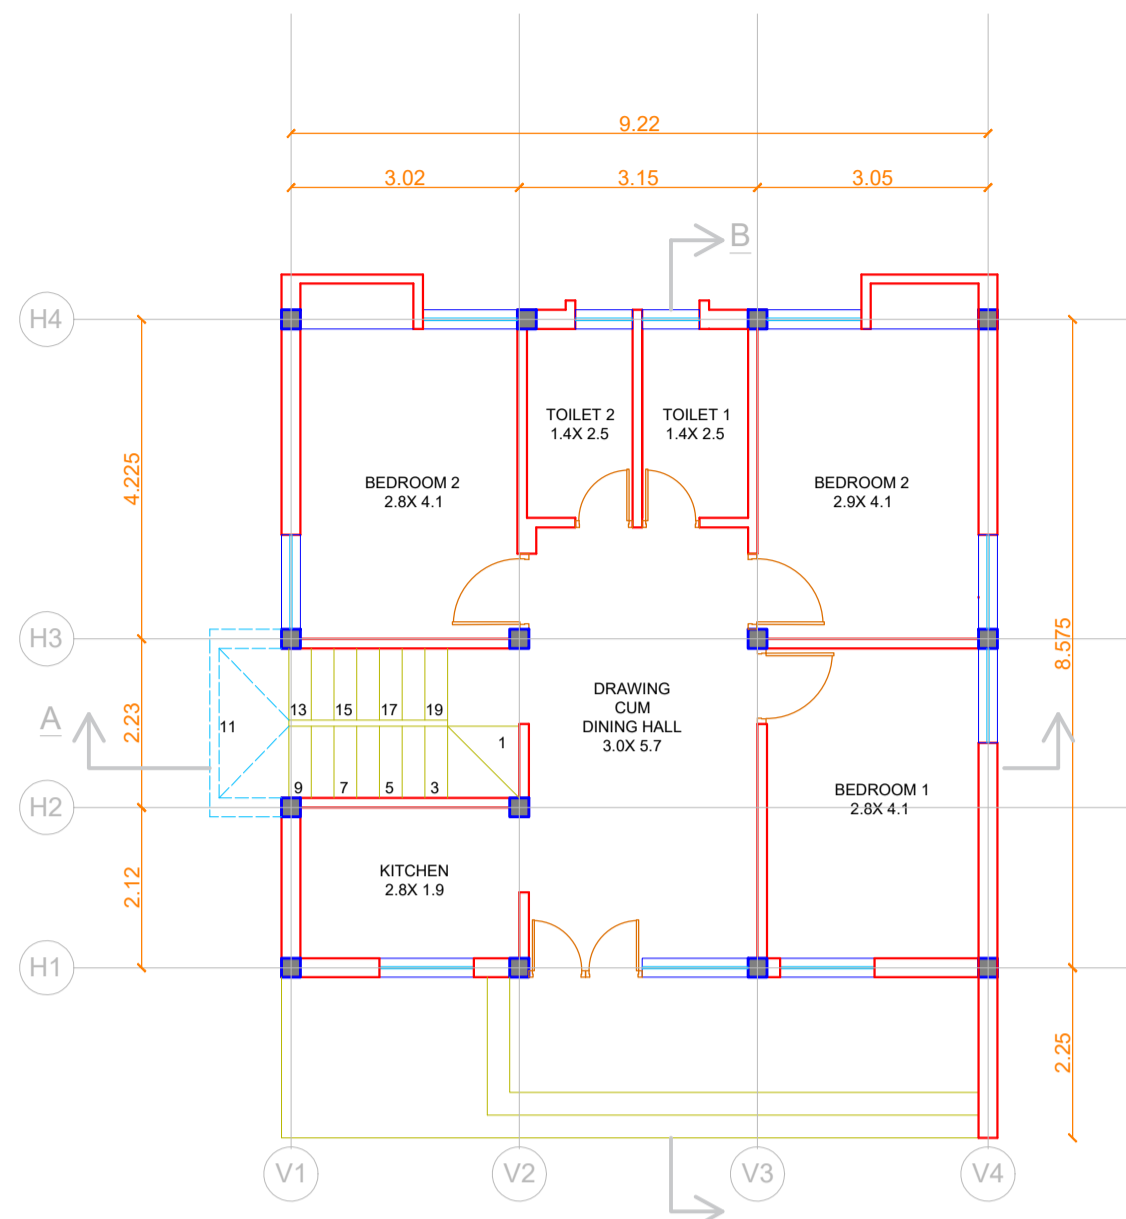 9.22
3.02
3.15
3.05
B
H4
TOILET 2
1.4X 2.5
TOILET 1
1.4X 2.5
4.225
BEDROOM 2
2.8X 4.1
BEDROOM 2
2.9X 4.1
H3
8.575
DRAWING
CUM
DINING HALL
3.0X 5.7
13
15
17
19
A
11
2.23
1
9
7
5
3
H2
BEDROOM 1
2.8X 4.1
KITCHEN
2.8X 1.9
2.12
H1
2.25
V1
V2
V3
V4